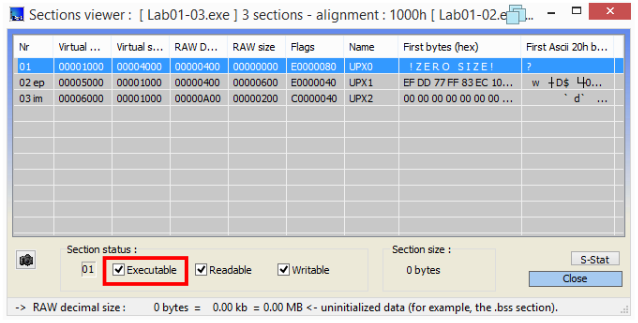 Sections viewer : [ Lab01-03.exe ] 3 sections - alignment : 1000h [ Lab01-02.e...
Nr Virtual ... Virtual s... RAW D... RAW size Flags Name First bytes (hex) First Ascii 20h b...
01 00001000 00004000 00000400 00000000 E0000080 UPX0 !ZERO SIZE! ?
02 ep 00005000 00001000 00000400 00000600 E0000040 UPX1 EF DD 77 FF 83 EC 10... w ┼D$ ╙0...
03 im 00006000 00001000 00000A00 00000200 C0000040 UPX2 00 00 00 00 00 00 ... ` d` ...
Section status :
01 Executable Readable Writable
Section size :
0 bytes
S-Stat
Close
-> RAW decimal size : 0 bytes = 0.00 kb = 0.00 MB <- uninitialized data (for example, the .bss section).